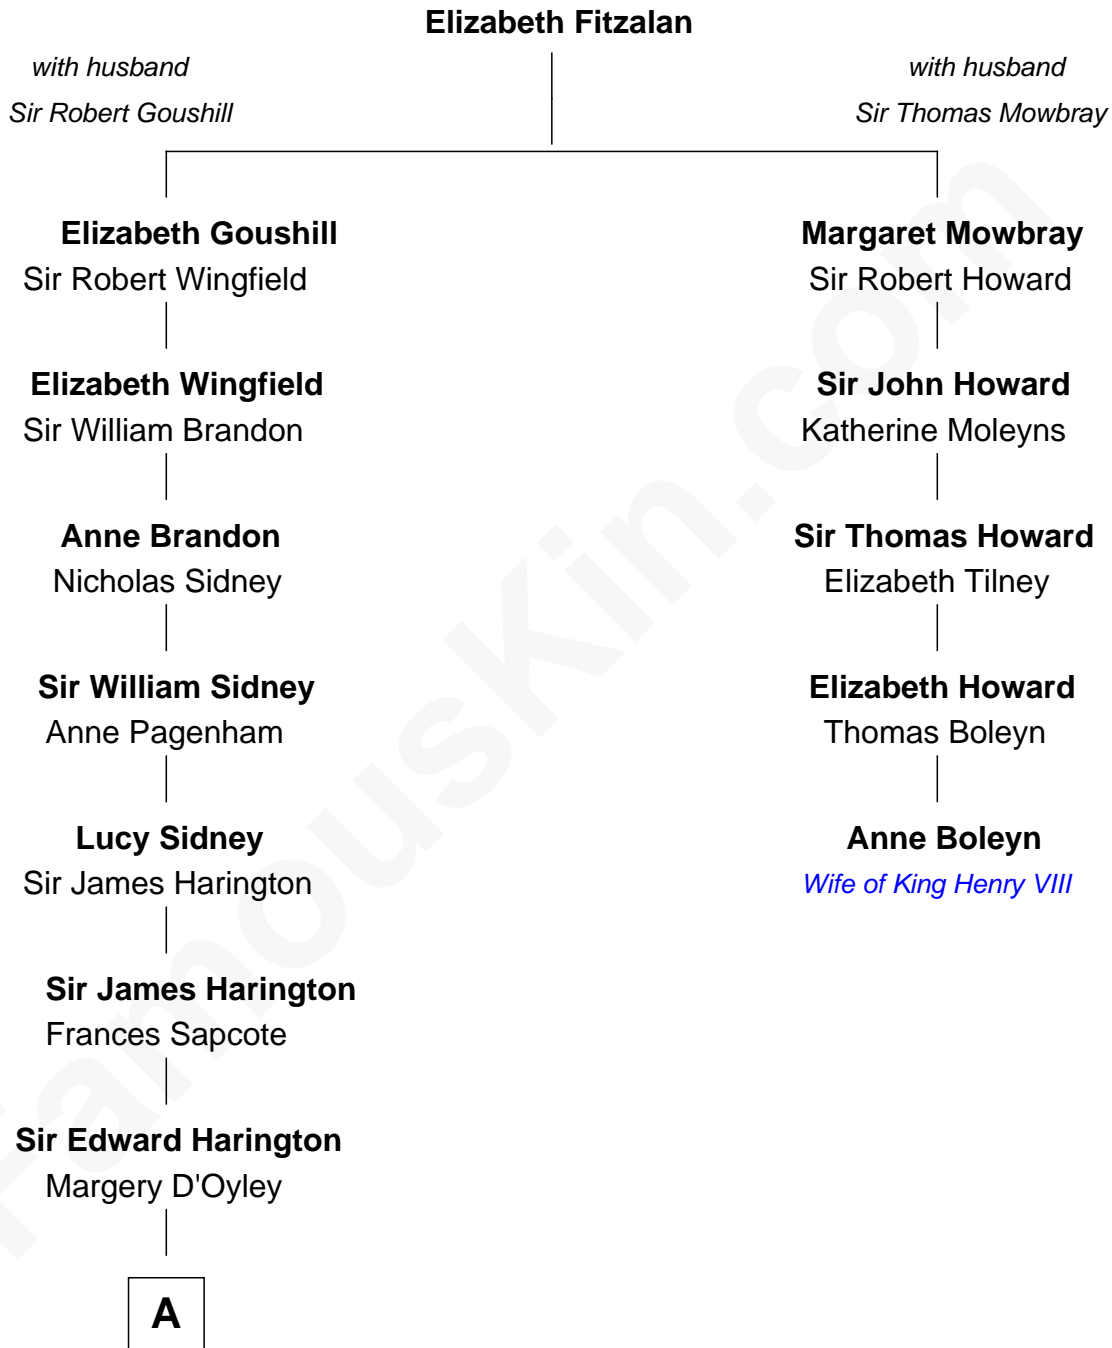 Elizabeth Fitzalan
with husband
Sir Robert Goushill
with husband
Sir Thomas Mowbray
Elizabeth Goushill
Sir Robert Wingfield
Margaret Mowbray
Sir Robert Howard
Elizabeth Wingfield
Sir William Brandon
Sir John Howard
Katherine Moleyns
Anne Brandon
Nicholas Sidney
Sir Thomas Howard
Elizabeth Tilney
Sir William Sidney
Anne Pagenham
Elizabeth Howard
Thomas Boleyn
Lucy Sidney
Sir James Harington
Anne Boleyn
Wife of King Henry VIII
Sir James Harington
Frances Sapcote
Sir Edward Harington
Margery D'Oyley
A
FamousKin.com